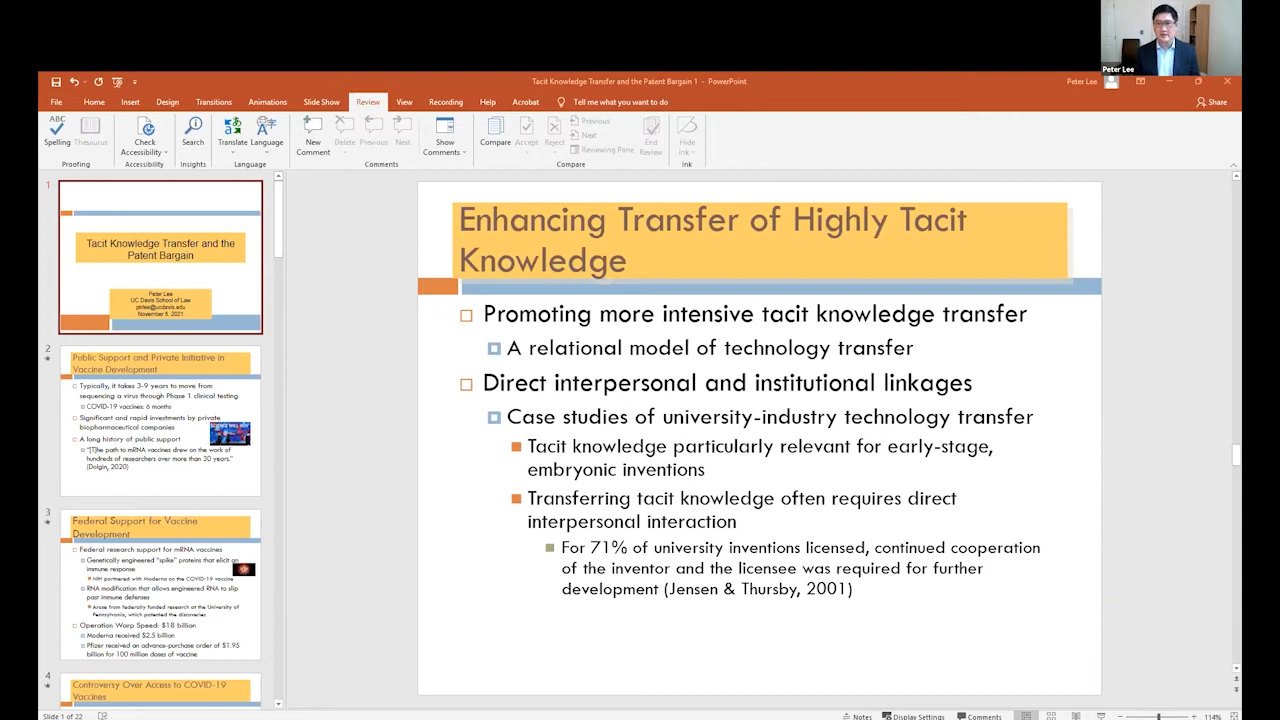 Peter Lee
Tacit Knowledge Transfer and the Patent Bargain 1 - PowerPoint
Peter Lee
File Home Insert Design Transitions Animations Slide Show Review View Recording Help Acrobat Tell me what you want to do Share
ABC
Spelling Thesaurus Check Accessibility Search Translate Language New Comment Delete Previous Next Show Comments Compare Accept Reject Previous Next Reviewing Pane End Review Hide Ink
Proofing Accessibility Insights Language Comments Compare Ink
1
Tacit Knowledge Transfer and the
Patent Bargain
Peter Lee
UC Davis School of Law
ptrlee@ucdavis.edu
November 5, 2021
2
Public Support and Private Initiative in
Vaccine Development
Typically, it takes 3-9 years to move from
sequencing a virus through Phase 1 clinical testing
COVID-19 vaccines: 6 months
Significant and rapid investments by private
biopharmaceutical companies
A long history of public support
"[T]he path to mRNA vaccines drew on the work of
hundreds of researchers over more than 30 years."
(Dolgin, 2020)
3
Federal Support for Vaccine
Development
Federal research support for mRNA vaccines
Genetically engineered "spike" proteins that elicit an
immune response
NIH partnered with Moderna on the COVID-19 vaccine
RNA modification that allows engineered RNA to slip
past immune defenses
Arose from federally funded research at the University of
Pennsylvania, which patented the discoveries
Operation Warp Speed: $18 billion
Moderna received $2.5 billion
Pfizer received an advance-purchase order of $1.95
billion for 100 million doses of vaccine
4
Controversy Over Access to COVID-19
Vaccines
Enhancing Transfer of Highly Tacit
Knowledge
Promoting more intensive tacit knowledge transfer
A relational model of technology transfer
Direct interpersonal and institutional linkages
Case studies of university-industry technology transfer
Tacit knowledge particularly relevant for early-stage,
embryonic inventions
Transferring tacit knowledge often requires direct
interpersonal interaction
For 71% of university inventions licensed, continued cooperation
of the inventor and the licensee was required for further
development (Jensen & Thursby, 2001)
Slide 1 of 22 Notes Display Settings Comments 114%